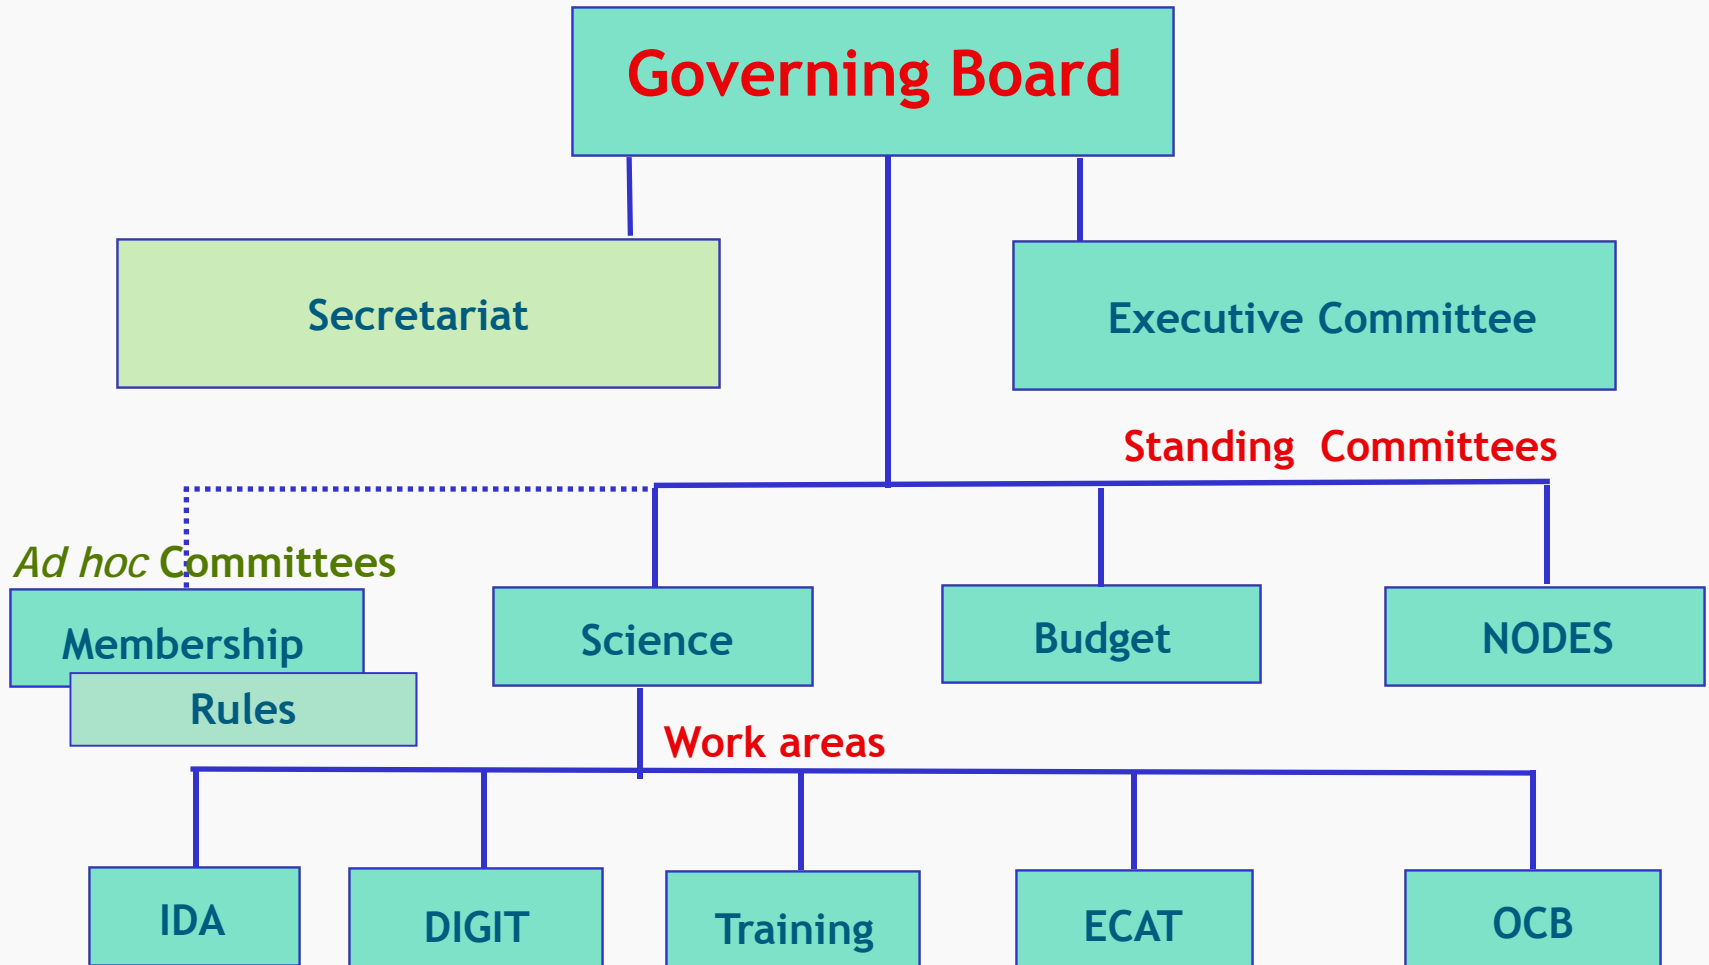 Governing Board
Secretariat
Executive Committee
Standing Committees
Ad hoc Committees
Membership
Science
Budget
NODES
Rules
Work areas
IDA
DIGIT
Training
ECAT
OCB